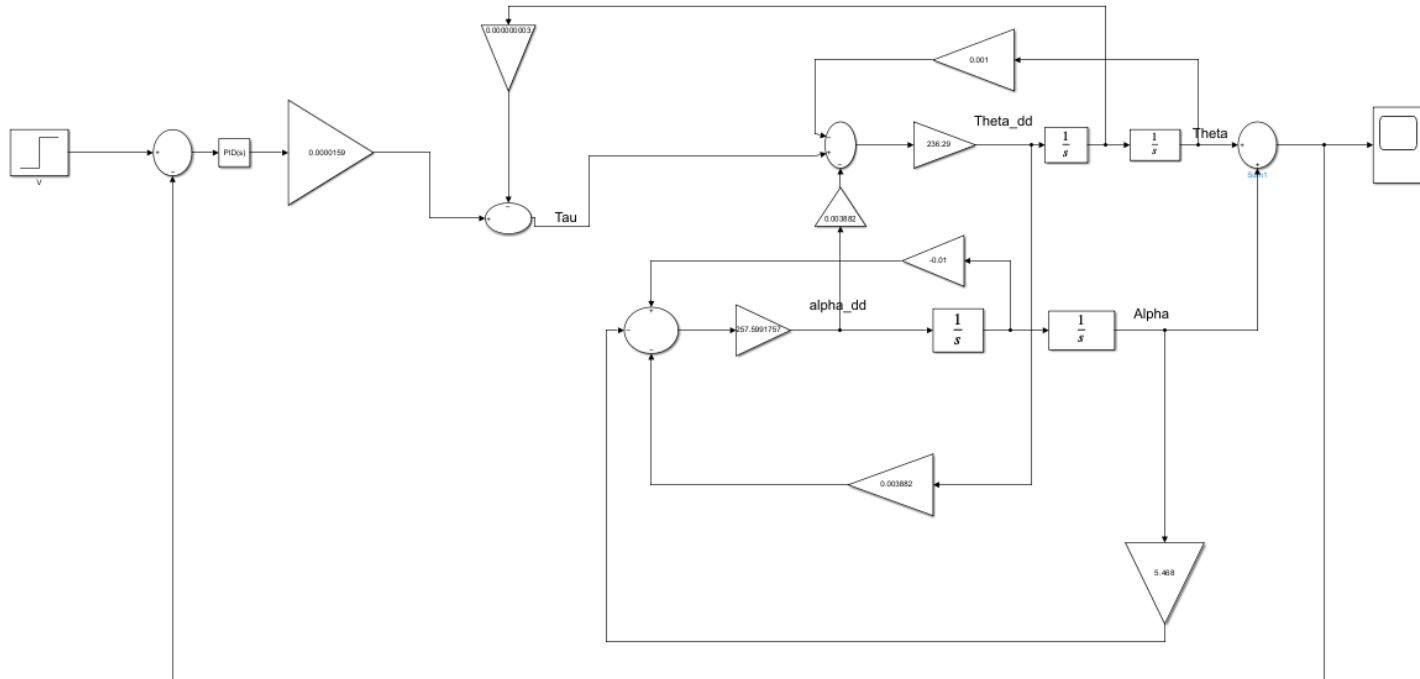 0.000000003
0.001
Theta_dd
Theta
PID(s)
0.0000159
236.29
1
s
1
s
V
Sum1
Tau
0.003882
-0.01
alpha_dd
Alpha
257.5991757
1
s
1
s
0.003882
5.468